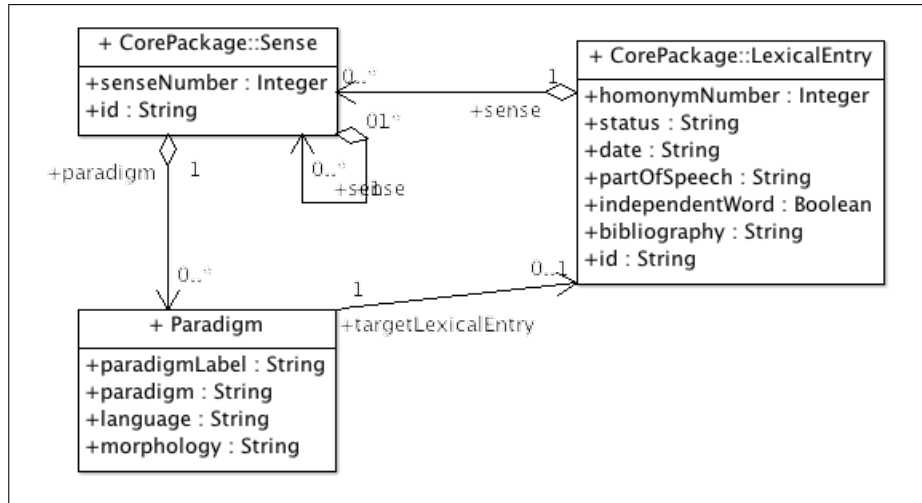 + CorePackage::Sense
+senseNumber : Integer
+id : String
+ CorePackage::LexicalEntry
+homonymNumber : Integer
+status : String
+date : String
+partOfSpeech : String
+independentWord : Boolean
+bibliography : String
+id : String
0..*
1
+sense
0..*
+paradigm
1
0..*
0..1
1
+targetLexicalEntry
+ Paradigm
+paradigmLabel : String
+paradigm : String
+language : String
+morphology : String